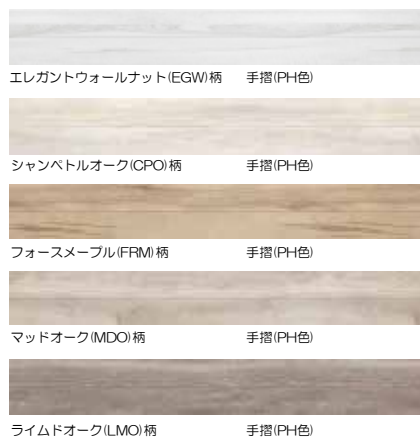 エレガントウォールナット(EGW)柄 手摺(PH色)
シャンペトルオーク(CPO)柄 手摺(PH色)
フォースメープル(FRM)柄 手摺(PH色)
マッドオーク(MDO)柄 手摺(PH色)
ライムドオーク(LMO)柄 手摺(PH色)